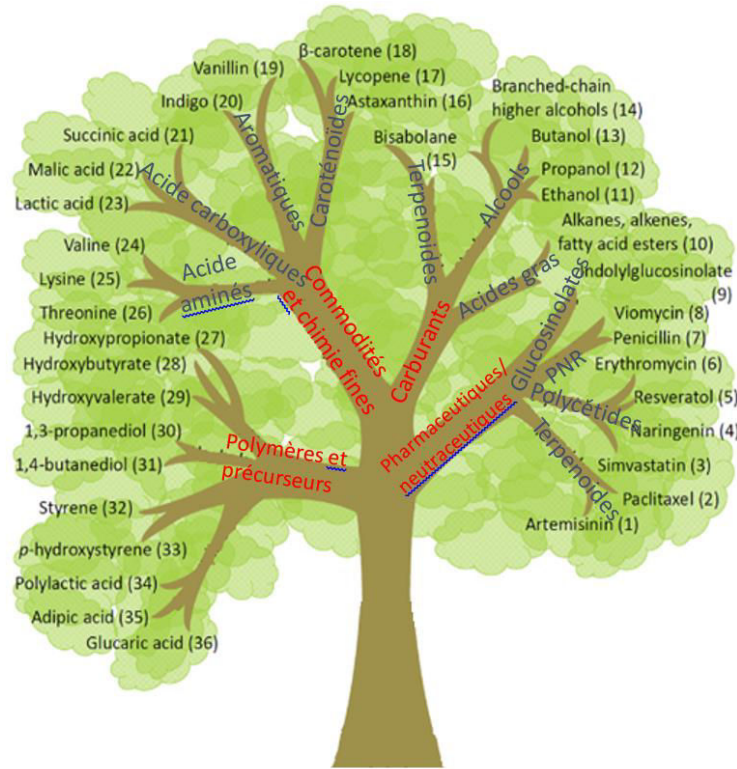 β-carotene (18)
Vanillin (19)
Lycopene (17)
Indigo (20)
Astaxanthin (16)
Branched-chain
higher alcohols (14)
Succinic acid (21)
Bisabolane
(15)
Butanol (13)
Malic acid (22)
Propanol (12)
Lactic acid (23)
Ethanol (11)
Valine (24)
Alkanes, alkenes,
fatty acid esters (10)
Lysine (25)
indolylglucosinolate
(9)
Threonine (26)
Viomycin (8)
Hydroxypropionate (27)
Penicillin (7)
Hydroxybutyrate (28)
Erythromycin (6)
Hydroxyvalerate (29)
Resveratol (5)
1,3-propanediol (30)
Naringenin (4)
1,4-butanediol (31)
Simvastatin (3)
Styrene (32)
Paclitaxel (2)
Artemisinin (1)
p-hydroxystyrene (33)
Polylactic acid (34)
Adipic acid (35)
Glucaric acid (36)
Acide carboxyliques
Aromatiques
Caroténoïdes
Terpenoides
Alcools
Acide
aminés
Acides gras
Glucosinolates
PNR
Polycétides
Terpénoides
Commodités
et chimie fines
Carburants
Pharmaceutiques/
neutraceutiques
Polymères et
précurseurs